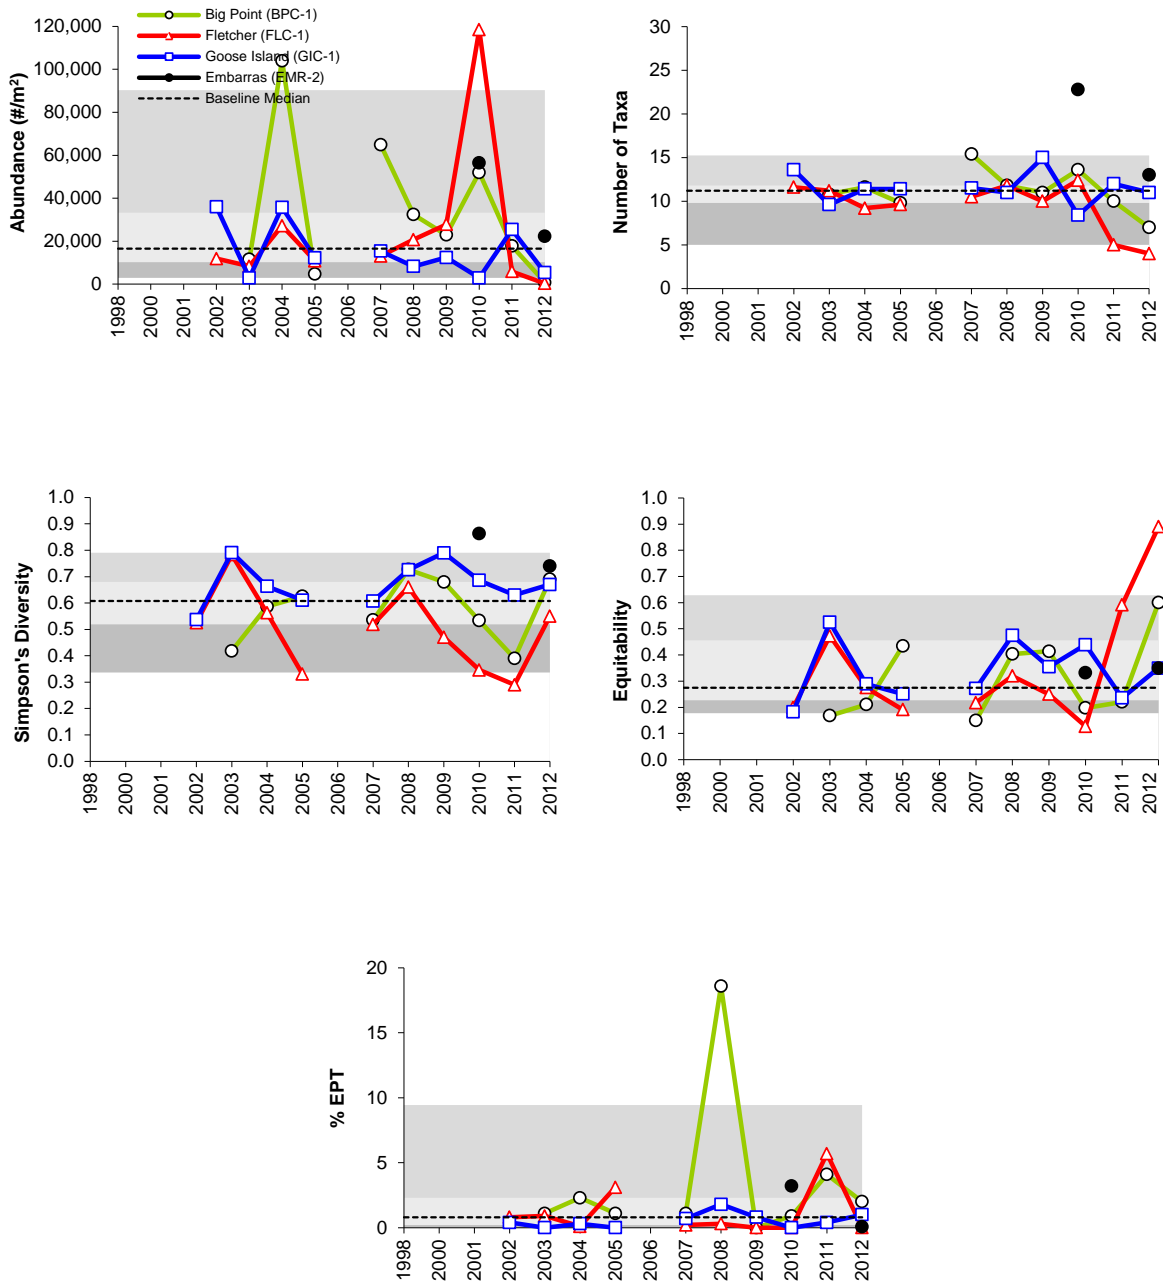 Big Point (BPC-1)
Fletcher (FLC-1)
Goose Island (GIC-1)
Embarras (EMR-2)
Baseline Median
Abundance (#/m²)
120,000
100,000
80,000
60,000
40,000
20,000
0
1998 2000 2001 2002 2003 2004 2005 2006 2007 2008 2009 2010 2011 2012
Number of Taxa
30
25
20
15
10
5
0
1998 2000 2001 2002 2003 2004 2005 2006 2007 2008 2009 2010 2011 2012
Simpson's Diversity
1.0
0.9
0.8
0.7
0.6
0.5
0.4
0.3
0.2
0.1
0.0
1998 2000 2001 2002 2003 2004 2005 2006 2007 2008 2009 2010 2011 2012
Equitability
1.0
0.9
0.8
0.7
0.6
0.5
0.4
0.3
0.2
0.1
0.0
1998 2000 2001 2002 2003 2004 2005 2006 2007 2008 2009 2010 2011 2012
% EPT
20
15
10
5
0
1998 2000 2001 2002 2003 2004 2005 2006 2007 2008 2009 2010 2011 2012